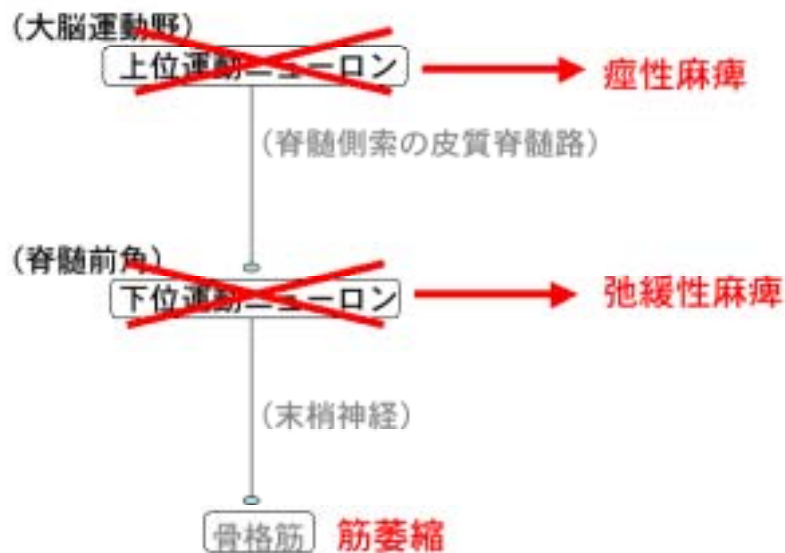 （大脳運動野）
上位運動ニューロン
痙性麻痺
（脊髄側索の皮質脊髄路）
（脊髄前角）
下位運動ニューロン
弛緩性麻痺
（末梢神経）
骨格筋 筋萎縮